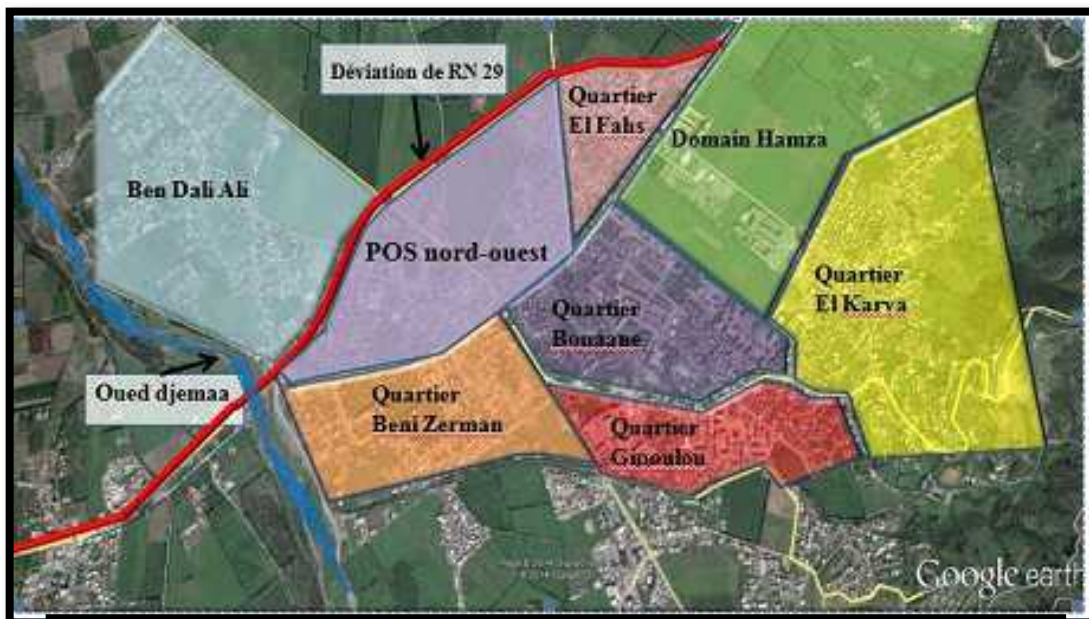 Déviation de RN 29
Quartier
El Fahs
Domain Hamza
Ben Dali Ali
POS nord-ouest
Quartier
El Karya
Quartier
Bouaane
Oued djemaa
Quartier
Beni Zerman
Quartier
Gipoulou
Google earth